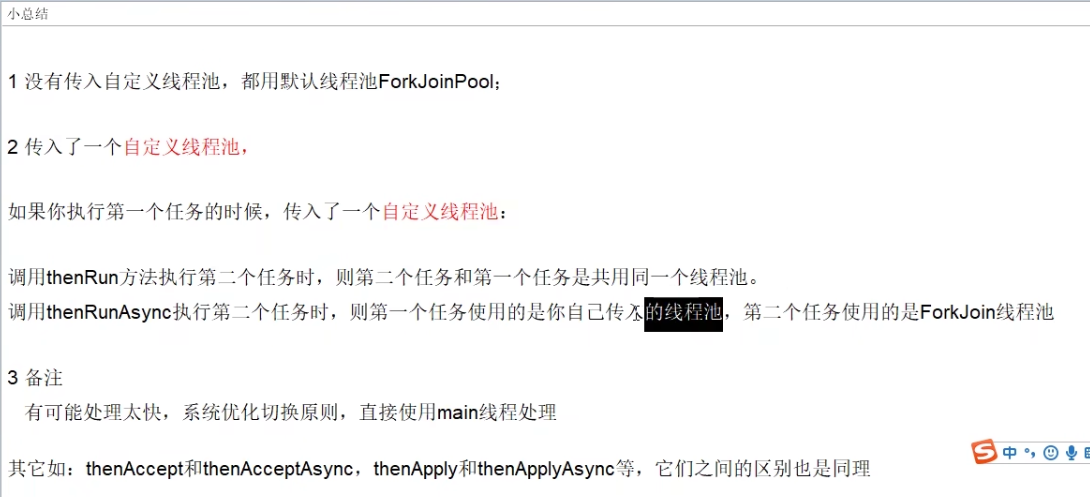 小总结
1 没有传入自定义线程池，都用默认线程池ForkJoinPool；
2 传入了一个自定义线程池，
如果你执行第一个任务的时候，传入了一个自定义线程池：
调用thenRun方法执行第二个任务时，则第二个任务和第一个任务是共用同一个线程池。
调用thenRunAsync执行第二个任务时，则第一个任务使用的是你自己传入的线程池，第二个任务使用的是ForkJoin线程池
3 备注
有可能处理太快，系统优化切换原则，直接使用main线程处理
其它如：thenAccept和thenAcceptAsync，thenApply和thenApplyAsync等，它们之间的区别也是同理
S 中